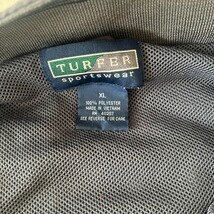 TURFER
sportswear
XL
100% POLYESTER
MADE IN VIETNAM
SEE REVERSE FOR CARE